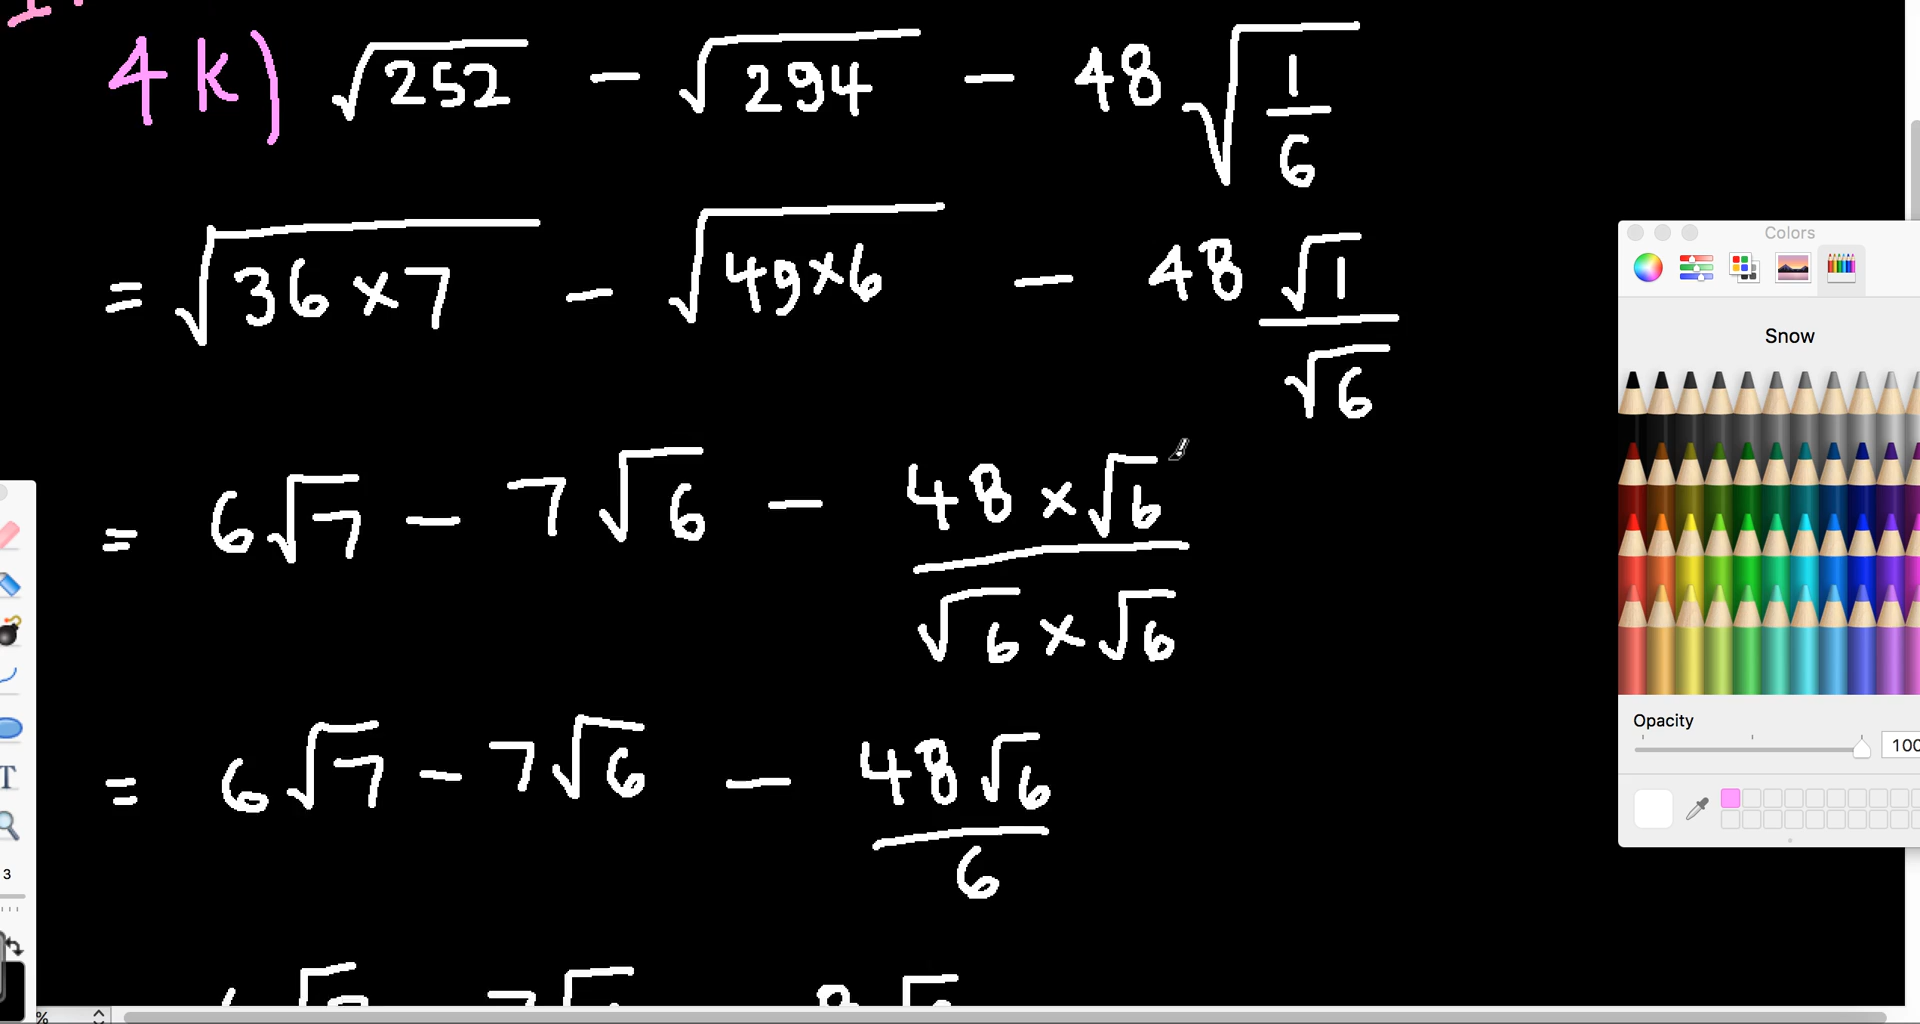 4 k) √252 − √294 − 48 √(1/6)
= √(36 × 7) − √(49 × 6) − 48 √1/√6
= 6√7 − 7√6 − (48 × √6)/(√6 × √6)
= 6√7 − 7√6 − 48√6/6
Colors
Snow
Opacity
100
T
3
%